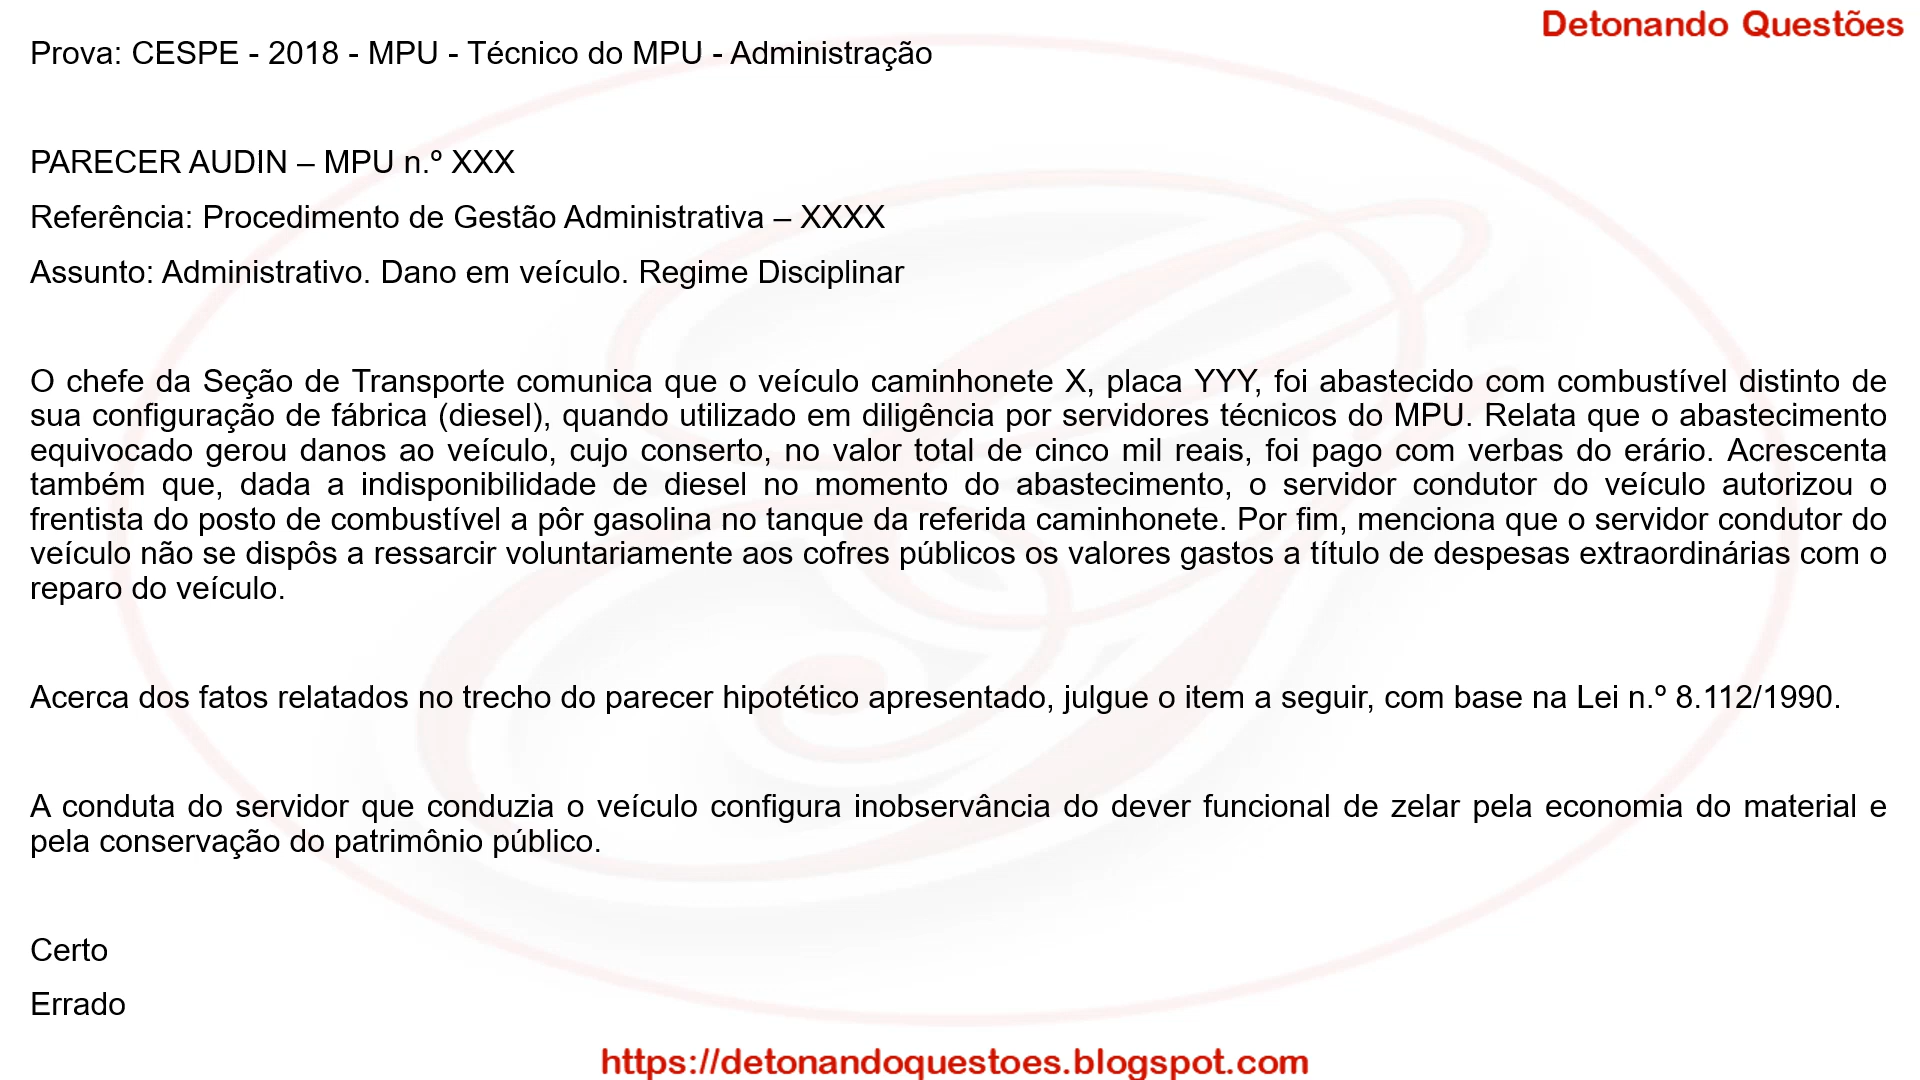 Detonando Questões
Prova: CESPE - 2018 - MPU - Técnico do MPU - Administração
PARECER AUDIN – MPU n.º XXX
Referência: Procedimento de Gestão Administrativa – XXXX
Assunto: Administrativo. Dano em veículo. Regime Disciplinar
O chefe da Seção de Transporte comunica que o veículo caminhonete X, placa YYY, foi abastecido com combustível distinto de
sua configuração de fábrica (diesel), quando utilizado em diligência por servidores técnicos do MPU. Relata que o abastecimento
equivocado gerou danos ao veículo, cujo conserto, no valor total de cinco mil reais, foi pago com verbas do erário. Acrescenta
também que, dada a indisponibilidade de diesel no momento do abastecimento, o servidor condutor do veículo autorizou o
frentista do posto de combustível a pôr gasolina no tanque da referida caminhonete. Por fim, menciona que o servidor condutor do
veículo não se dispôs a ressarcir voluntariamente aos cofres públicos os valores gastos a título de despesas extraordinárias com o
reparo do veículo.
Acerca dos fatos relatados no trecho do parecer hipotético apresentado, julgue o item a seguir, com base na Lei n.º 8.112/1990.
A conduta do servidor que conduzia o veículo configura inobservância do dever funcional de zelar pela economia do material e
pela conservação do patrimônio público.
Certo
Errado
https://detonandoquestoes.blogspot.com